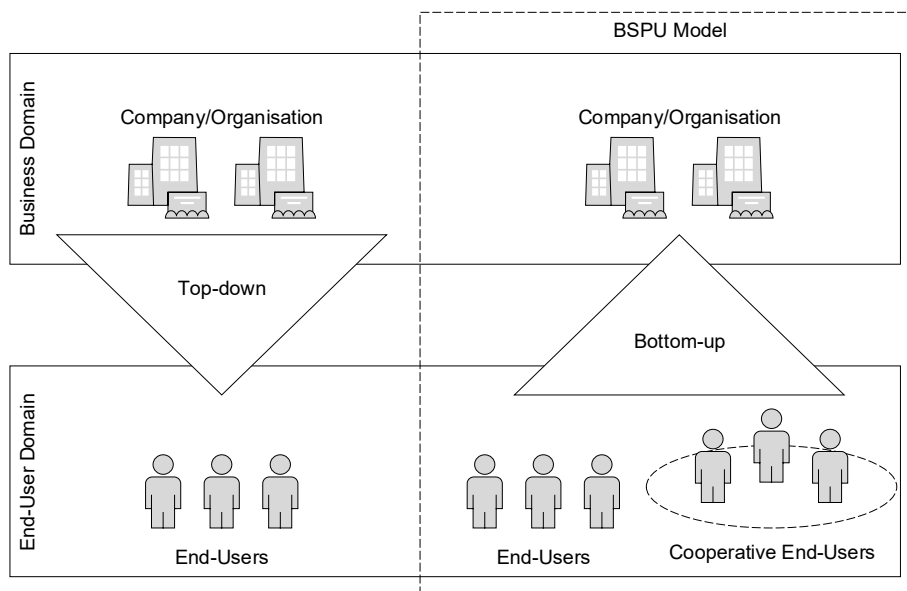 BSPU Model
Business Domain
Company/Organisation
Company/Organisation
Top-down
Bottom-up
End-User Domain
End-Users
End-Users
Cooperative End-Users